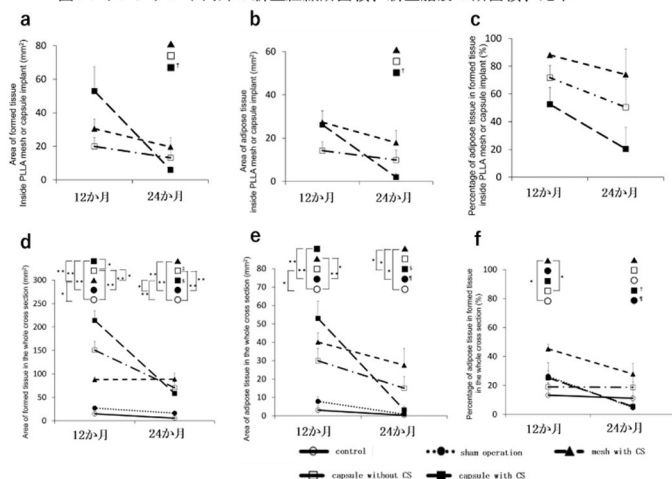 a
b
c
Area of formed tissue
Inside PLLA mesh or capsule implant (mm²)
80
60
40
20
0
12か月
24か月
†
Area of adipose tissue
inside PLLA mesh or capsule implant (mm²)
60
40
20
0
12か月
24か月
†
Percentage of adipose tissue in formed tissue
inside PLLA mesh or capsule implant (%)
100
80
60
40
20
0
12か月
24か月
d
e
f
Area of formed tissue in the whole cross section (mm²)
300
250
200
150
100
50
0
12か月
24か月
Area of adipose tissue in the whole cross section (mm²)
80
60
50
40
30
20
10
0
12か月
24か月
Percentage of adipose tissue in formed tissue
in the whole cross section (%)
100
80
60
40
20
0
12か月
24か月
control
sham operation
mesh with CS
capsule without CS
capsule with CS